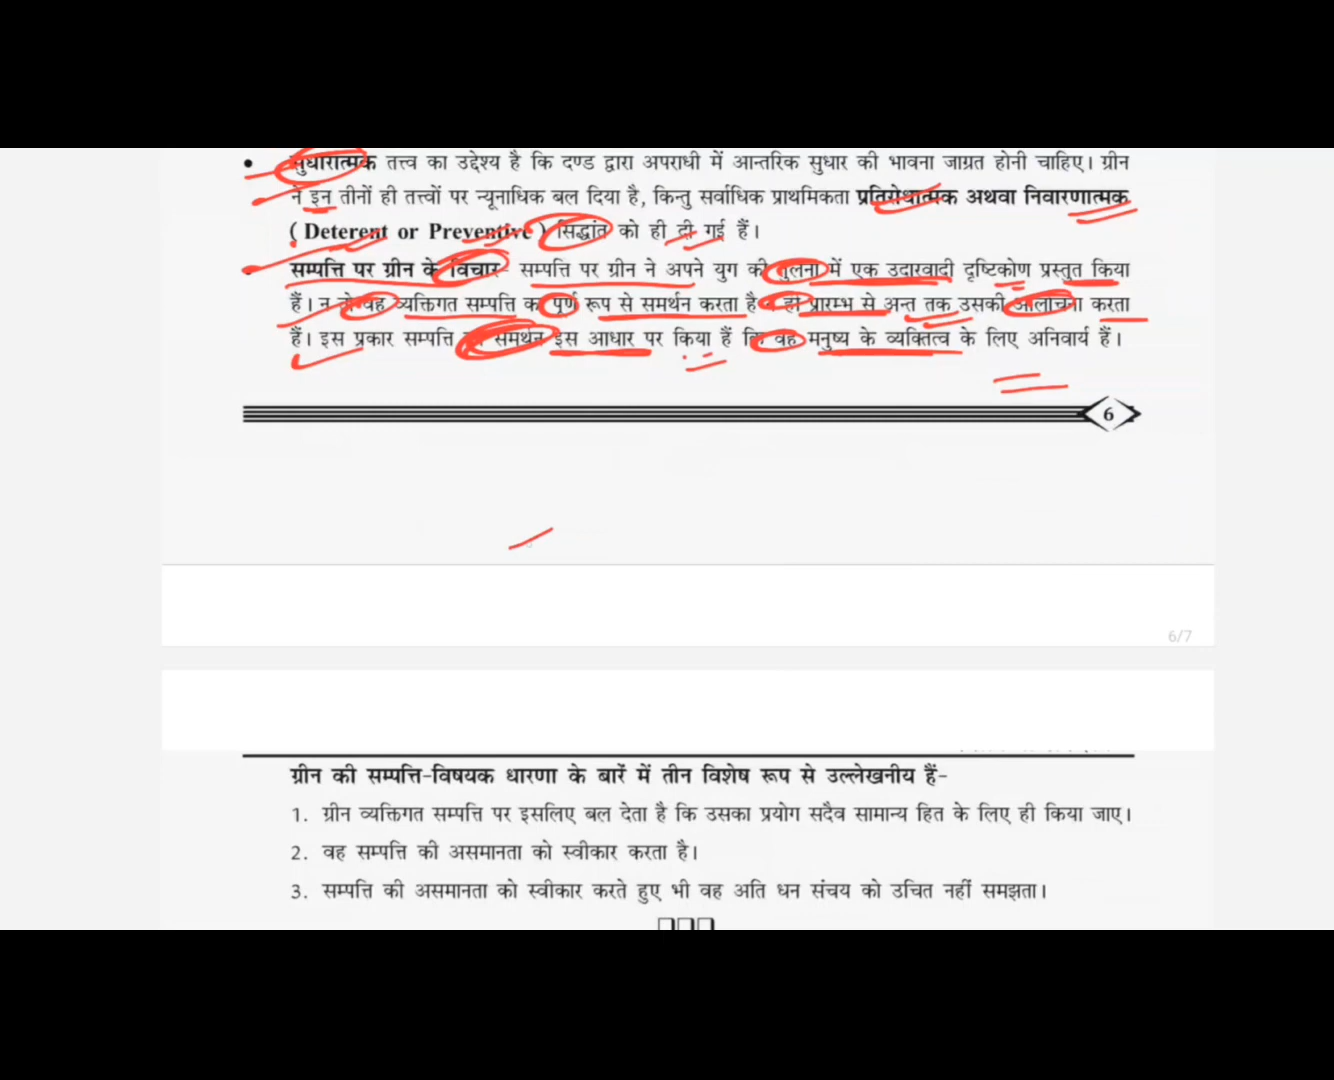 • सुधारात्मक तत्त्व का उद्देश्य है कि दण्ड द्वारा अपराधी में आन्तरिक सुधार की भावना जाग्रत होनी चाहिए। ग्रीन
ने इन तीनों ही तत्त्वों पर न्यूनाधिक बल दिया है, किन्तु सर्वाधिक प्राथमिकता प्रतिरोधात्मक अथवा निवारणात्मक
( Deterent or Preventive ) सिद्धांत को ही दी गई हैं।
• सम्पत्ति पर ग्रीन के विचार- सम्पत्ति पर ग्रीन ने अपने युग की तुलना में एक उदारवादी दृष्टिकोण प्रस्तुत किया
हैं। न तो वह व्यक्तिगत सम्पत्ति का पूर्ण रूप से समर्थन करता है न ही प्रारम्भ से अन्त तक उसकी आलोचना करता
हैं। इस प्रकार सम्पत्ति का समर्थन इस आधार पर किया हैं कि वह मनुष्य के व्यक्तित्व के लिए अनिवार्य हैं।
6
6/7
ग्रीन की सम्पत्ति-विषयक धारणा के बारें में तीन विशेष रूप से उल्लेखनीय हैं-
1. ग्रीन व्यक्तिगत सम्पत्ति पर इसलिए बल देता है कि उसका प्रयोग सदैव सामान्य हित के लिए ही किया जाए।
2. वह सम्पत्ति की असमानता को स्वीकार करता है।
3. सम्पत्ति की असमानता को स्वीकार करते हुए भी वह अति धन संचय को उचित नहीं समझता।